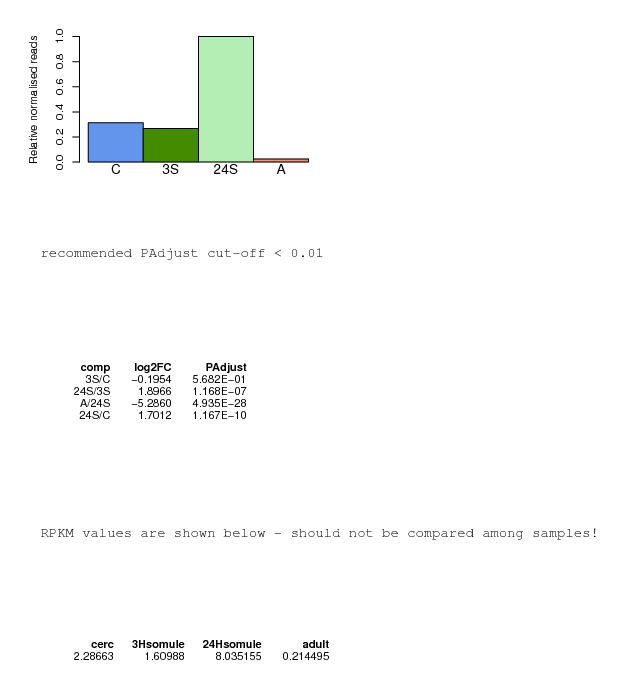 Relative normalised reads
1.0
0.8
0.6
0.4
0.2
0.0
C 3S 24S A
recommended PAdjust cut-off < 0.01
comp log2FC PAdjust
3S/C −0.1954 5.682E−01
24S/3S 1.8966 1.168E−07
A/24S −5.2860 4.935E−28
24S/C 1.7012 1.167E−10
RPKM values are shown below - should not be compared among samples!
cerc 3Hsomule 24Hsomule adult
2.28663 1.60988 8.035155 0.214495